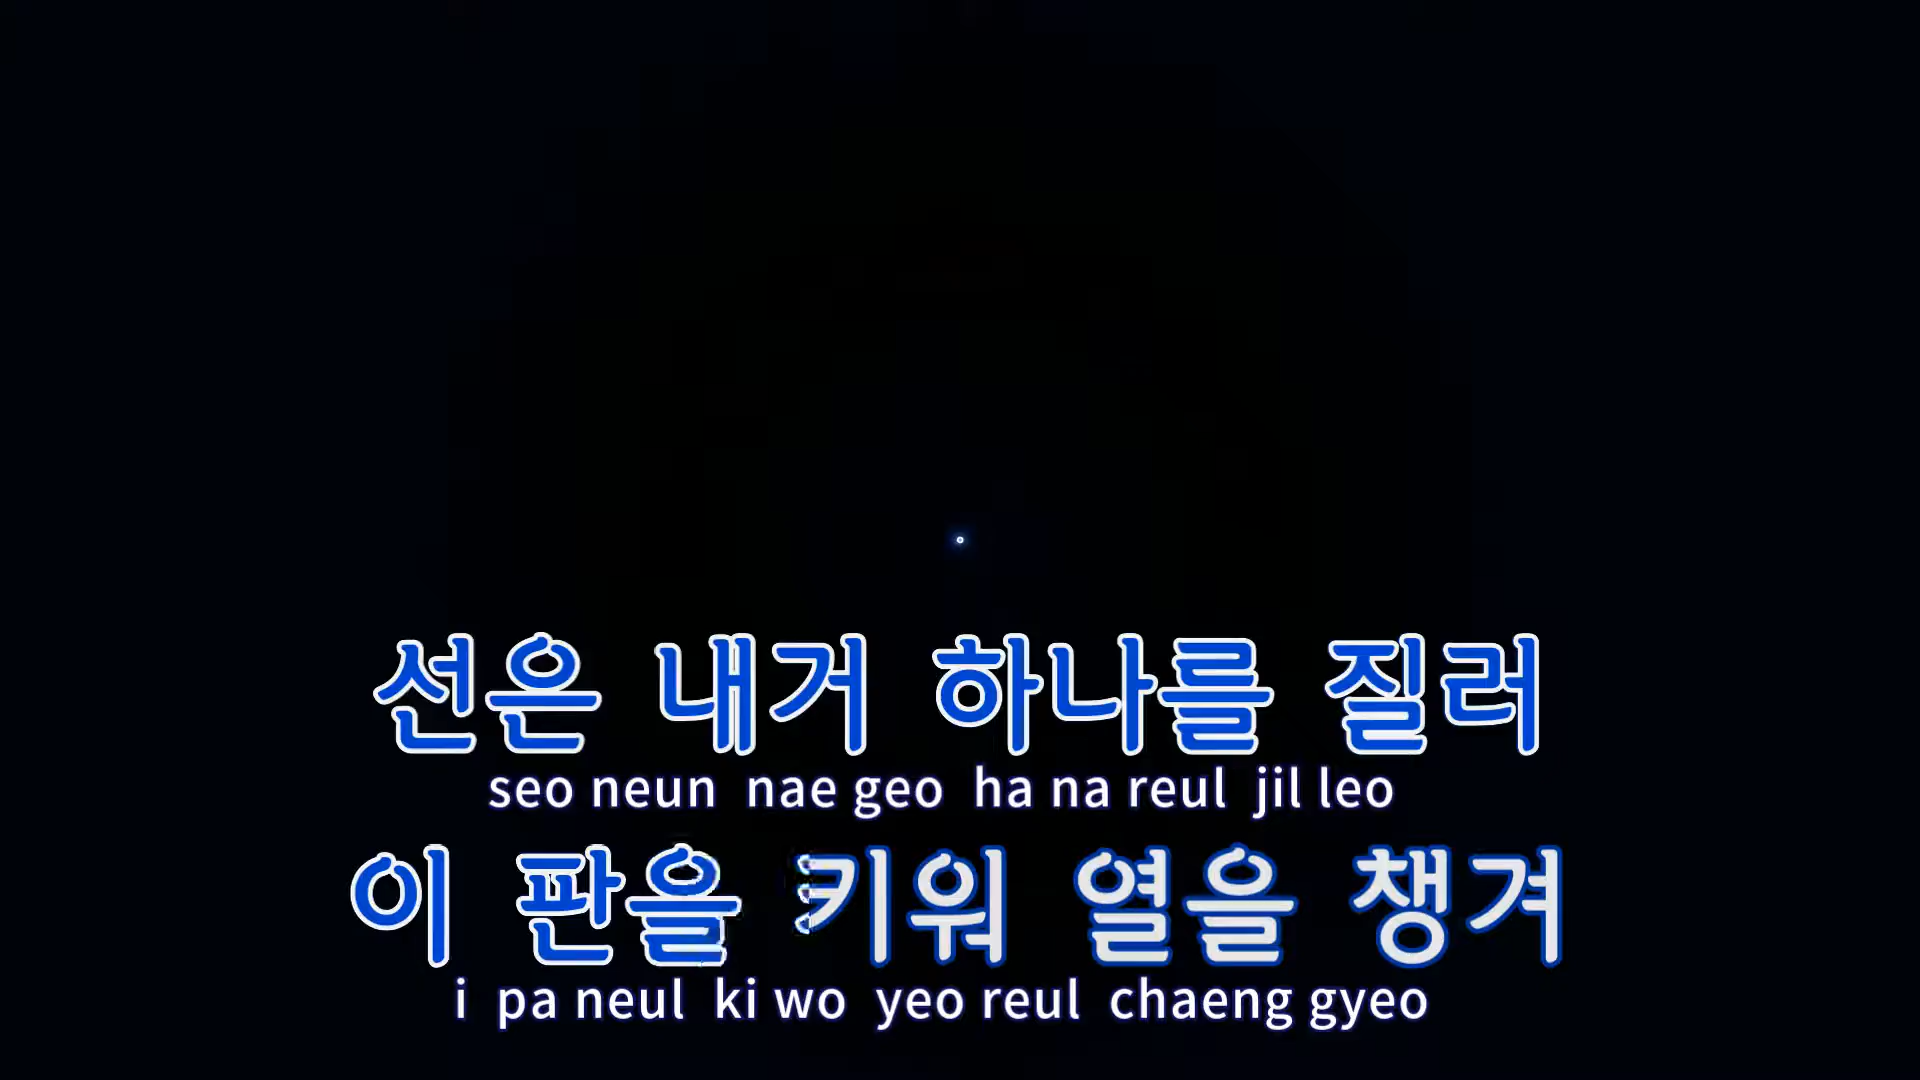 선은 내거 하나를 질러
seo neun nae geo ha na reul jil leo
이 판을 키워 열을 챙겨
i pa neul ki wo yeo reul chaeng gyeo